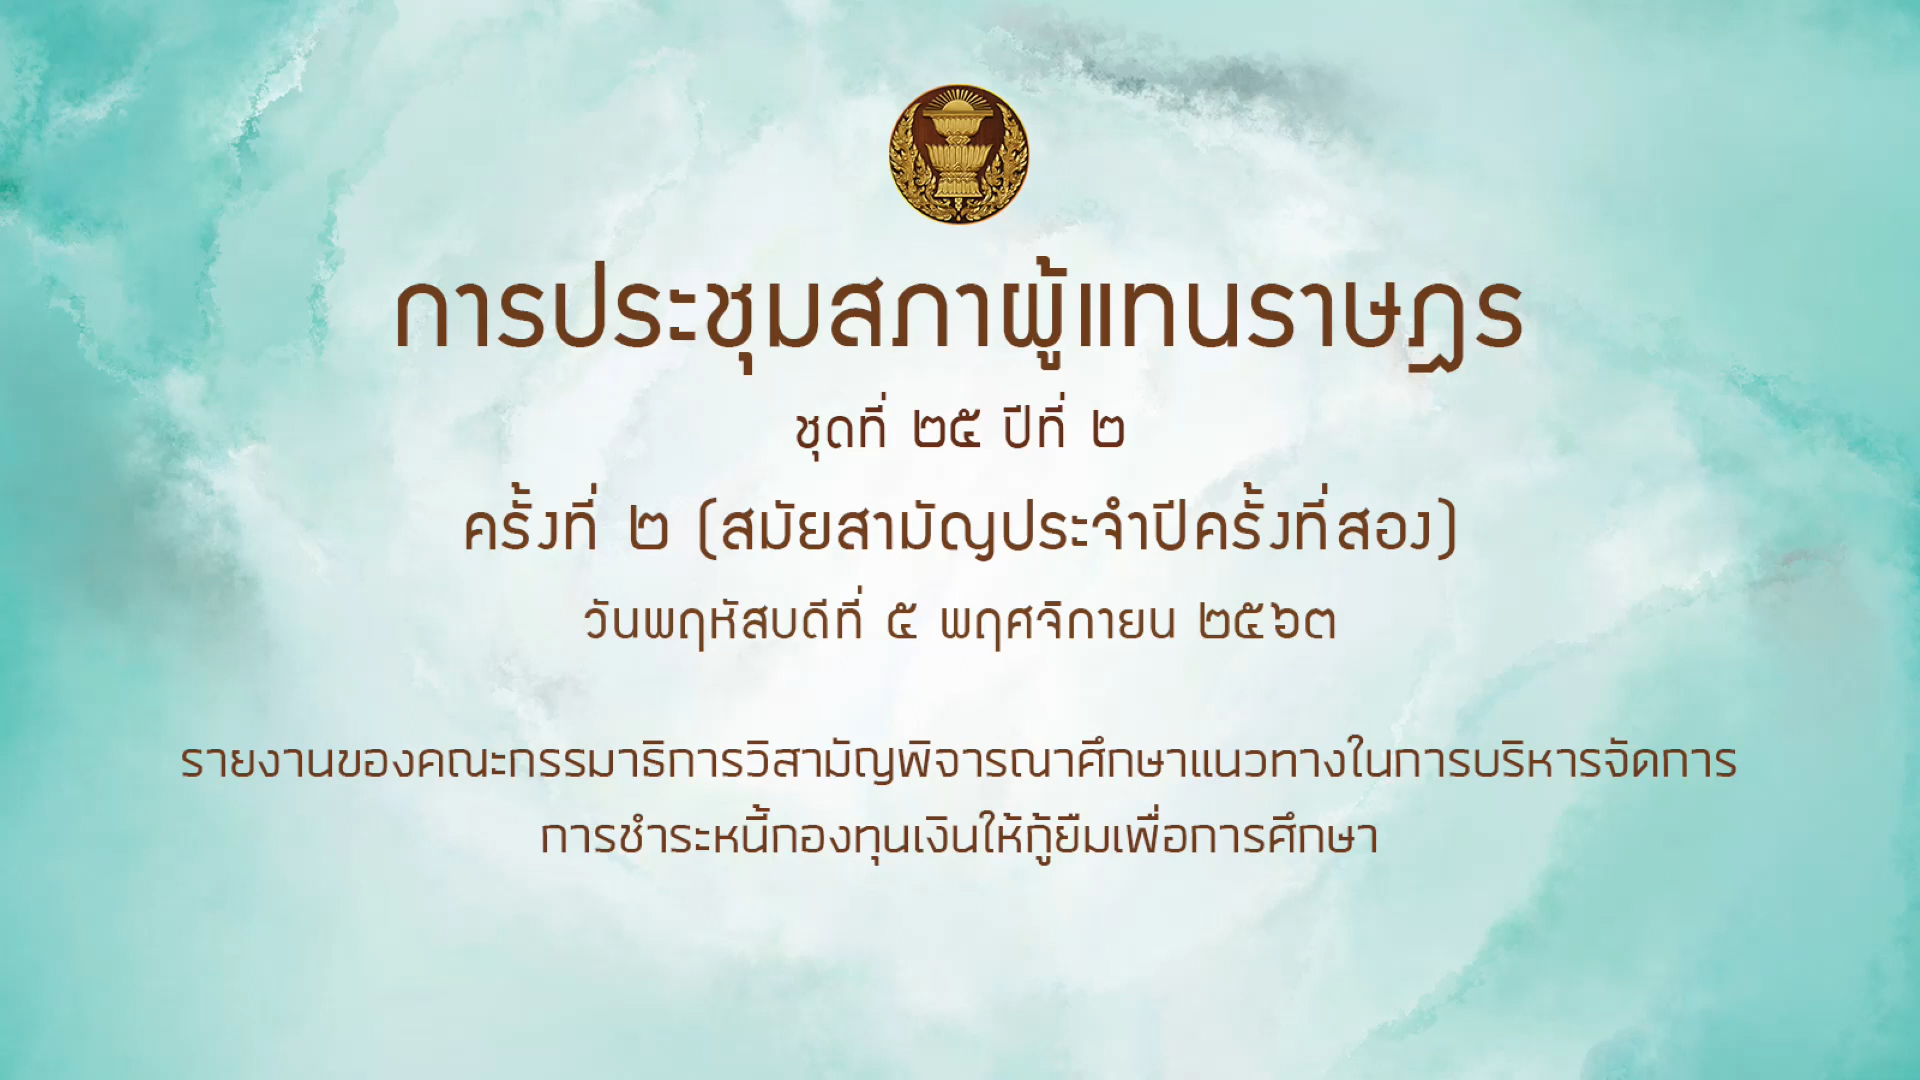 การประชุมสภาผู้แทนราษฎร
ชุดที่ ๒๕ ปีที่ ๒
ครั้งที่ ๒ (สมัยสามัญประจำปีครั้งที่สอง)
วันพฤหัสบดีที่ ๕ พฤศจิกายน ๒๕๖๓
รายงานของคณะกรรมาธิการวิสามัญพิจารณาศึกษาแนวทางในการบริหารจัดการ
การชำระหนี้กองทุนเงินให้กู้ยืมเพื่อการศึกษา